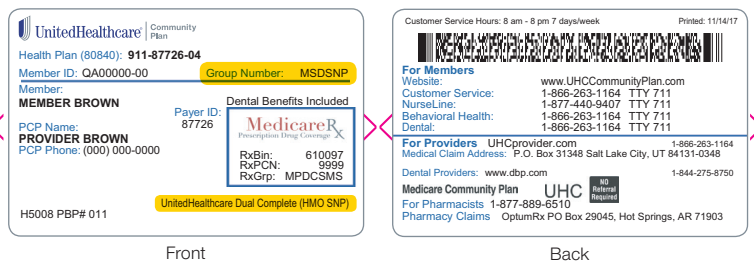 UnitedHealthcare® Community Plan
Health Plan (80840): 911-87726-04
Member ID: QA00000-00 Group Number: MSDSNP
Member:
MEMBER BROWN
Dental Benefits Included
Payer ID:
87726
PCP Name:
PROVIDER BROWN
PCP Phone: (000) 000-0000
MedicareRx
Prescription Drug Coverage
RxBin: 610097
RxPCN: 9999
RxGrp: MPDCSMS
UnitedHealthcare Dual Complete (HMO SNP)
H5008 PBP# 011
Front
Customer Service Hours: 8 am - 8 pm 7 days/week Printed: 11/14/17
For Members
Website: www.UHCCommunityPlan.com
Customer Service: 1-866-263-1164 TTY 711
NurseLine: 1-877-440-9407 TTY 711
Behavioral Health: 1-866-263-1164 TTY 711
Dental: 1-866-263-1164 TTY 711
For Providers UHCprovider.com 1-866-263-1164
Medical Claim Address: P.O. Box 31348 Salt Lake City, UT 84131-0348
Dental Providers: www.dbp.com 1-844-275-8750
Medicare Community Plan UHC
NO
Referral
Required
For Pharmacists 1-877-889-6510
Pharmacy Claims OptumRx PO Box 29045, Hot Springs, AR 71903
Back